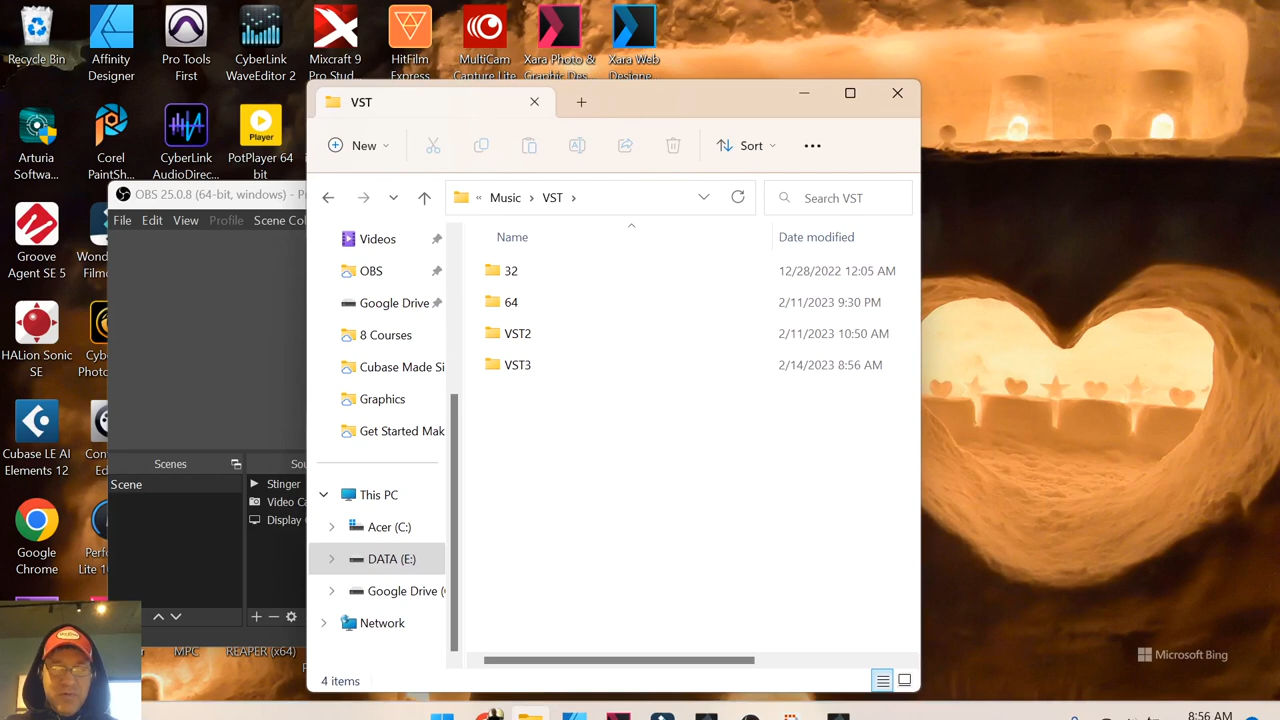 Recycle Bin
Affinity
Designer
Pro Tools
First
CyberLink
WaveEditor 2
Mixcraft 9
Pro Stud...
HitFilm
Express
MultiCam
Capture Lite
Xara Photo &
Graphic Des...
Xara Web
Designe...
Arturia
Softwa...
Corel
PaintSh...
CyberLink
AudioDirec...
Player
PotPlayer 64
bit
Groove
Agent SE 5
HALion Sonic
SE
Cubase LE AI
Elements 12
Google
Chrome
MPC
REAPER (x64)
OBS 25.0.8 (64-bit, windows) - P
File Edit View Profile Scene Col
Scenes
Sou
Scene
Stinger
Video Ca
Display
VST
New
Sort
Music
VST
Search VST
Name
Date modified
Videos
OBS
Google Drive
8 Courses
Cubase Made Si
Graphics
Get Started Mak
This PC
Acer (C:)
DATA (E:)
Google Drive (
Network
32 12/28/2022 12:05 AM
64 2/11/2023 9:30 PM
VST2 2/11/2023 10:50 AM
VST3 2/14/2023 8:56 AM
4 items
Microsoft Bing
8:56 AM